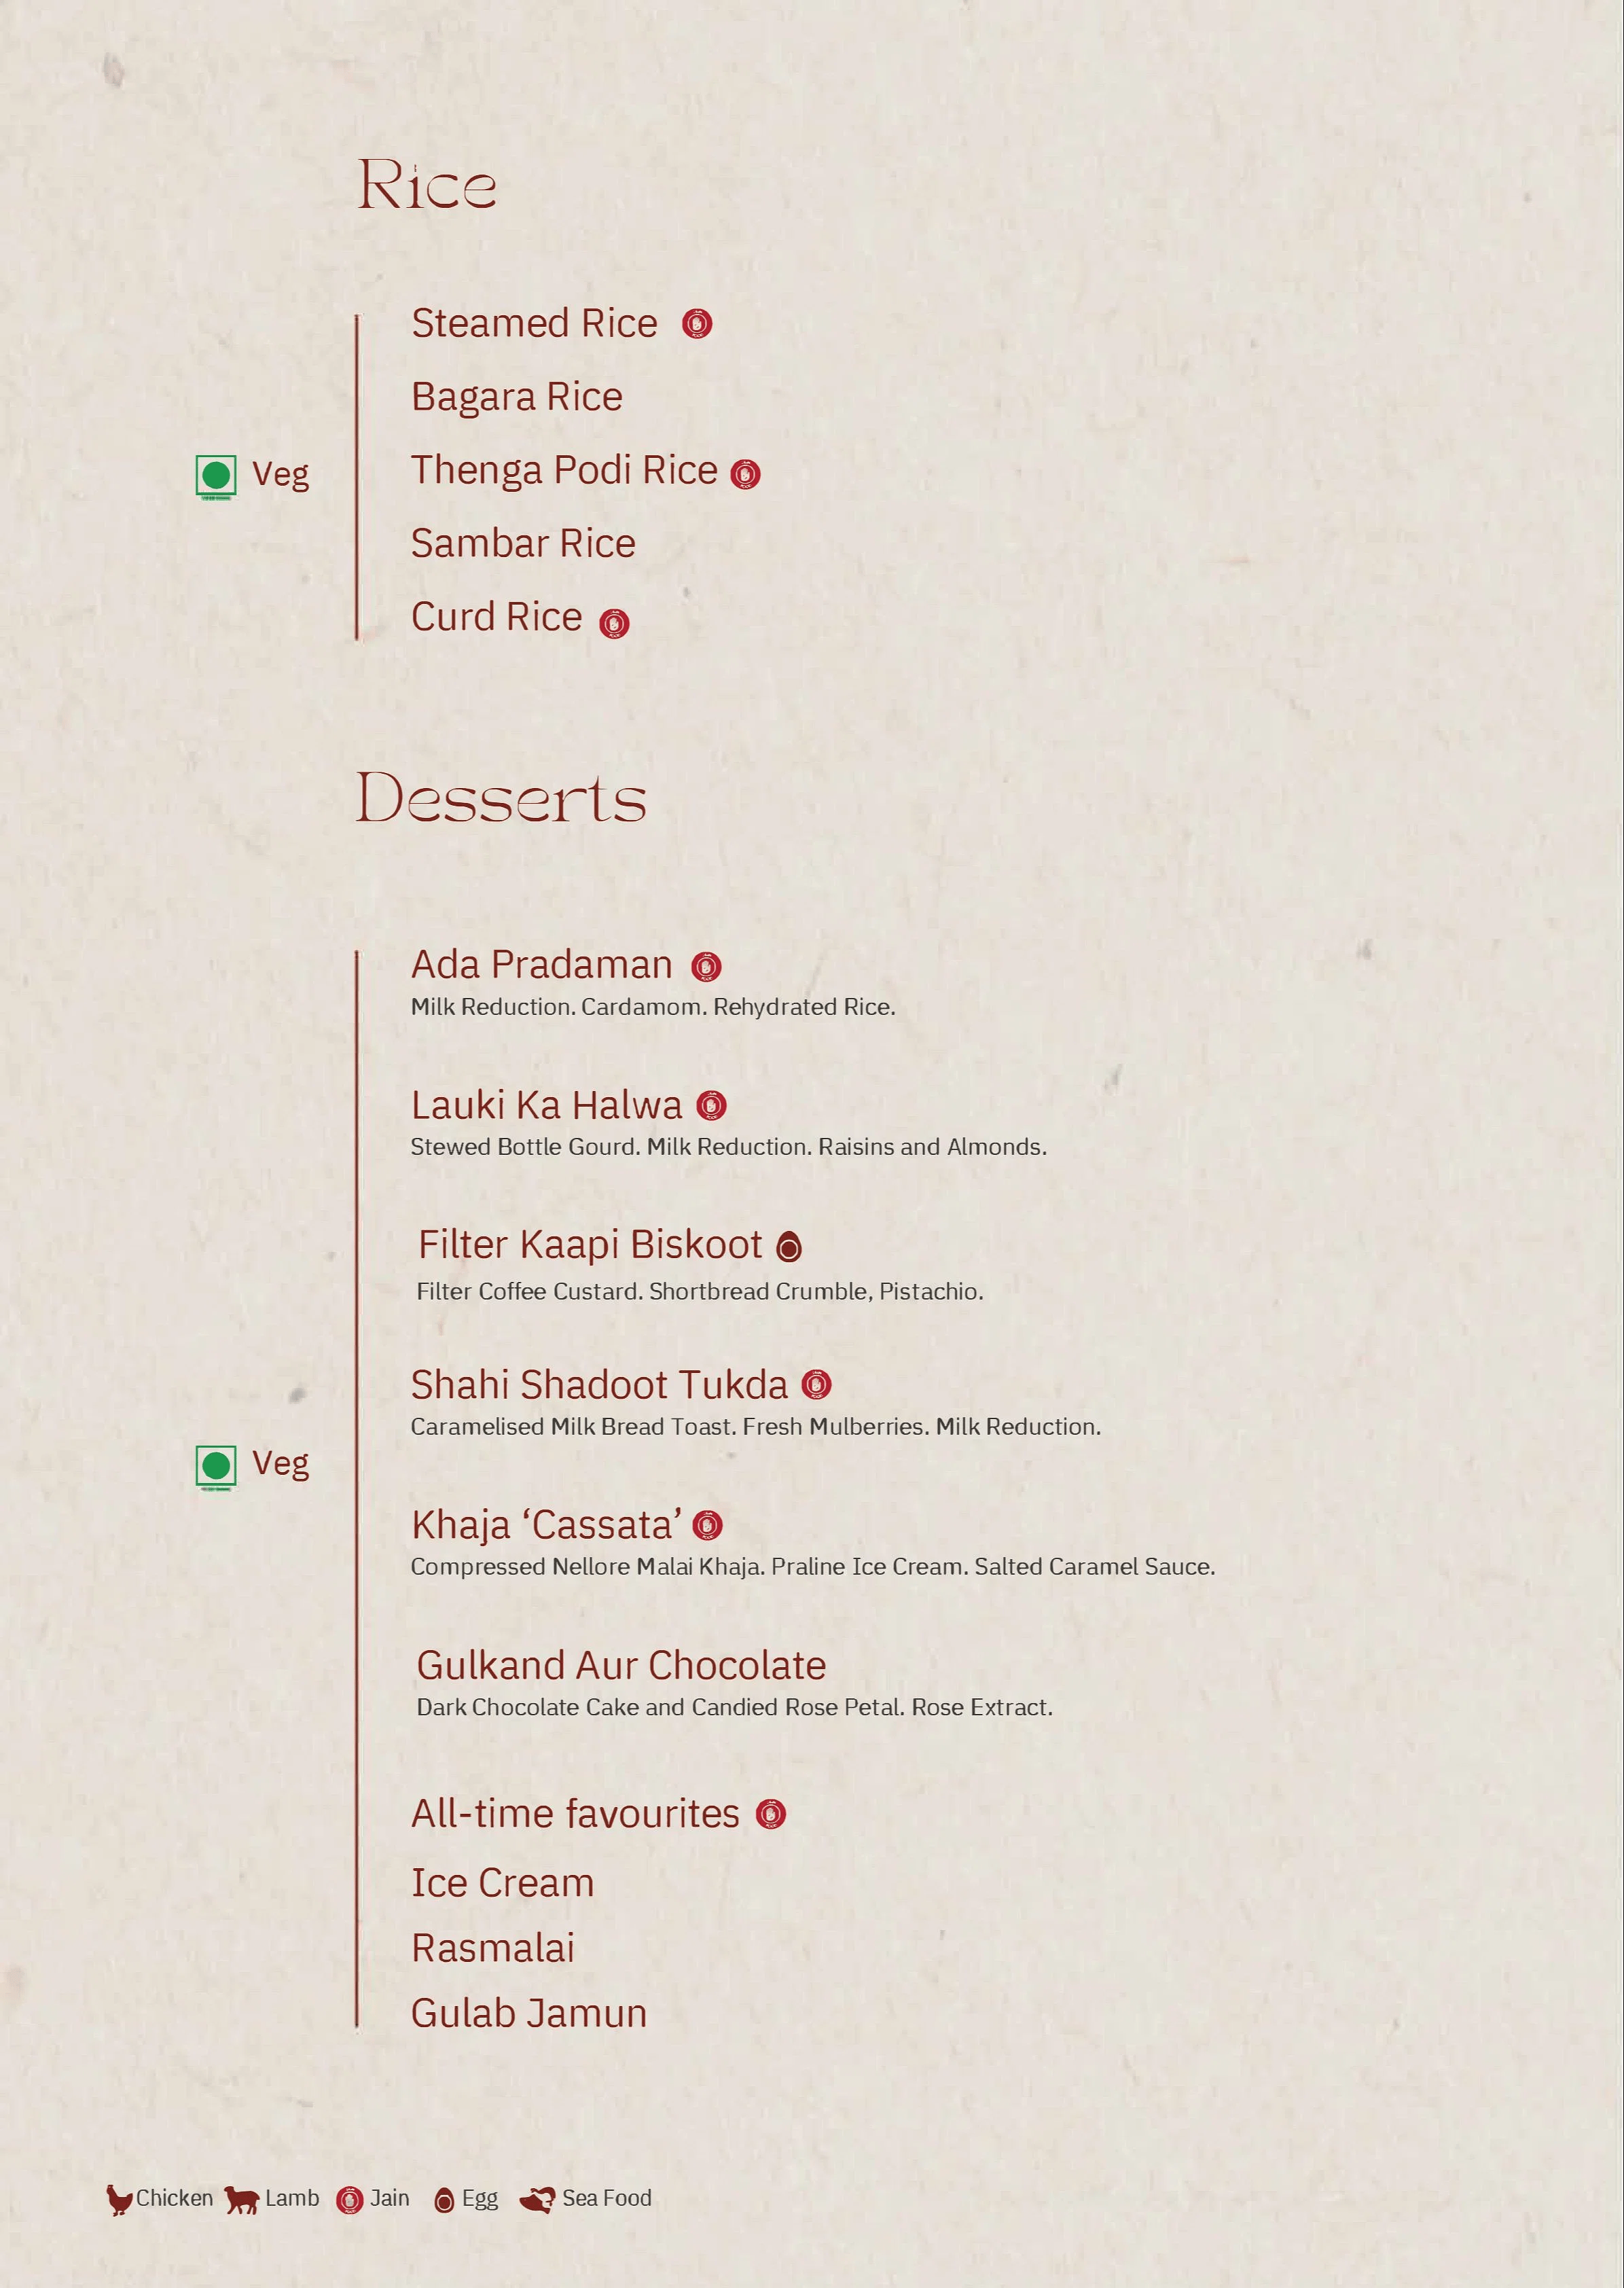 Rice
Steamed Rice
Bagara Rice
Veg
Thenga Podi Rice
Sambar Rice
Curd Rice
Desserts
Ada Pradaman
Milk Reduction. Cardamom. Rehydrated Rice.
Lauki Ka Halwa
Stewed Bottle Gourd. Milk Reduction. Raisins and Almonds.
Filter Kaapi Biskoot
Filter Coffee Custard. Shortbread Crumble, Pistachio.
Shahi Shadoot Tukda
Caramelised Milk Bread Toast. Fresh Mulberries. Milk Reduction.
Veg
Khaja ‘Cassata’
Compressed Nellore Malai Khaja. Praline Ice Cream. Salted Caramel Sauce.
Gulkand Aur Chocolate
Dark Chocolate Cake and Candied Rose Petal. Rose Extract.
All-time favourites
Ice Cream
Rasmalai
Gulab Jamun
Chicken Lamb Jain Egg Sea Food